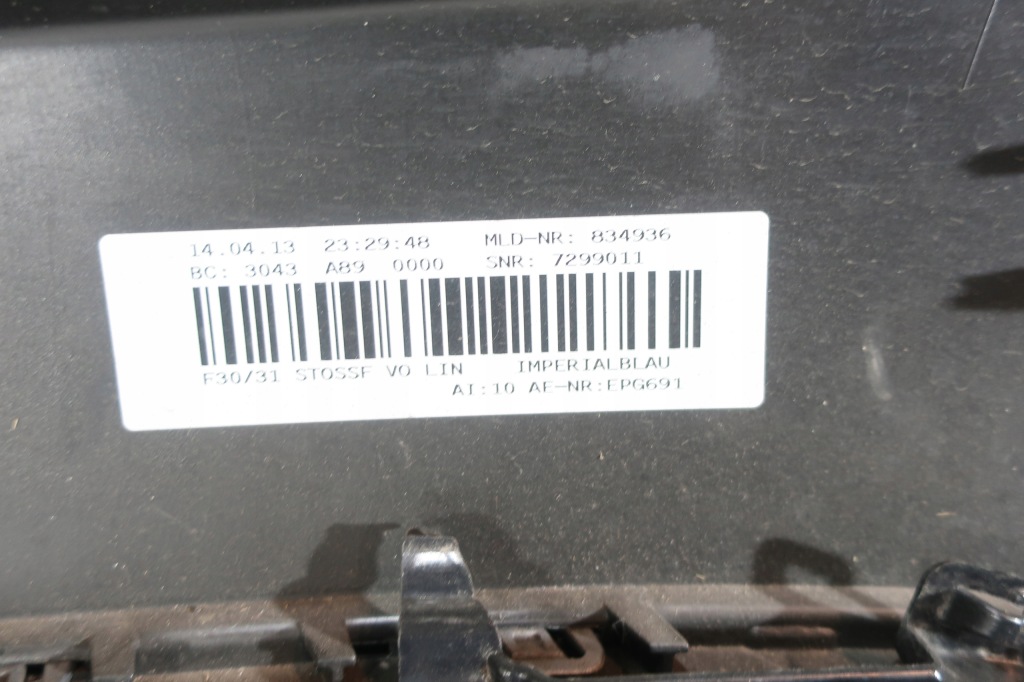 14.04.13 23:29:48 MLD-NR: 834936
BC: 3043 A89 0000 SNR: 7299011
F30/31 STOSSF VO LIN IMPERIALBLAU
AI:10 AE-NR:EPG691